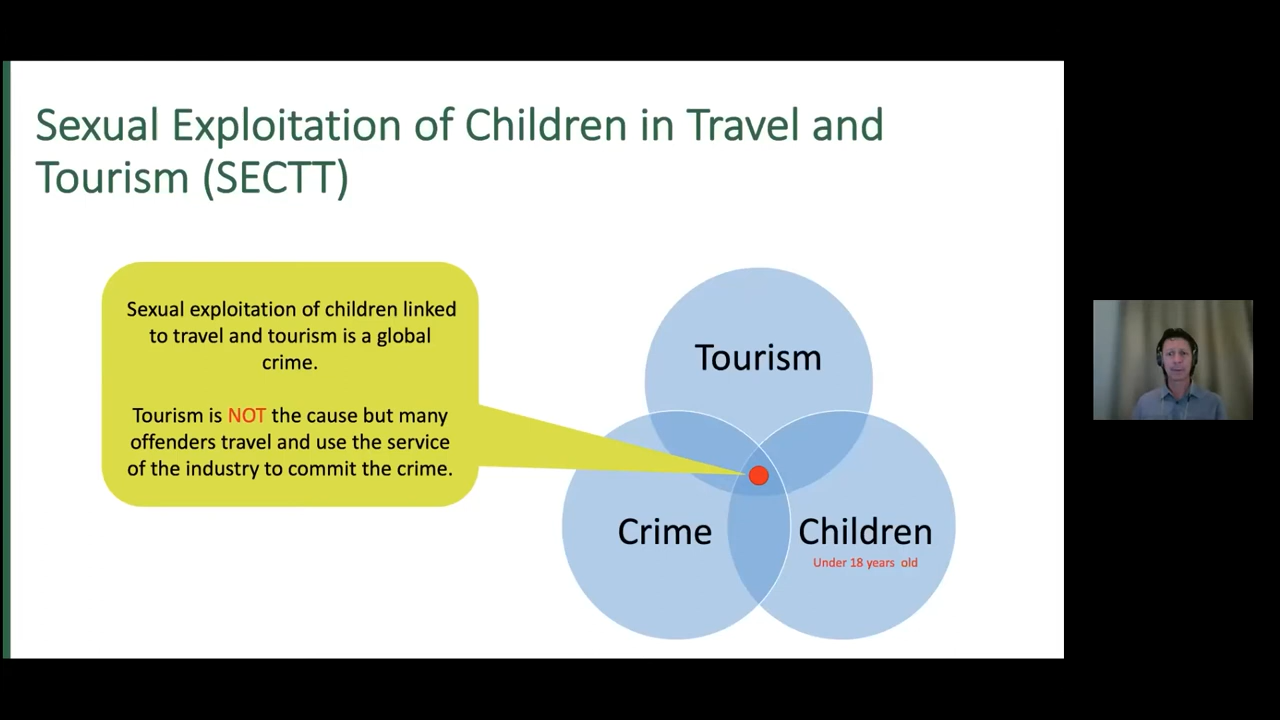 Sexual Exploitation of Children in Travel and
Tourism (SECTT)
Sexual exploitation of children linked
to travel and tourism is a global
crime.
Tourism is NOT the cause but many
offenders travel and use the service
of the industry to commit the crime.
Tourism
Crime
Children
Under 18 years old